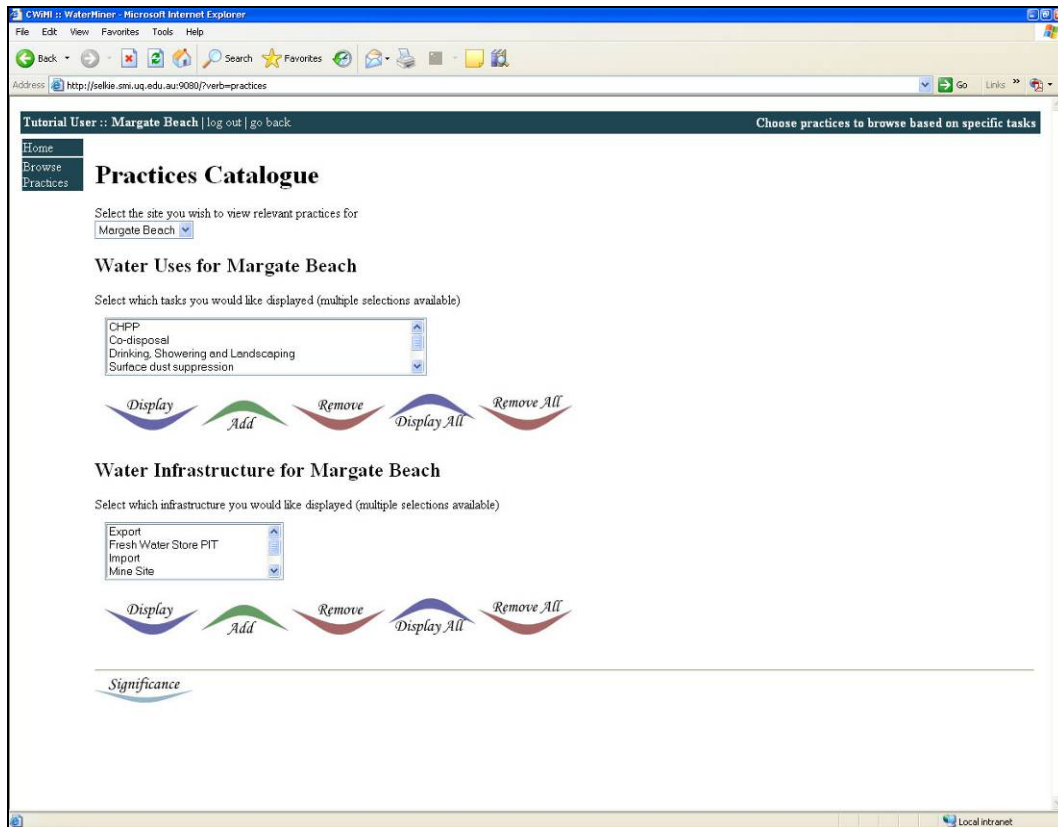 CWiMI :: WaterMiner - Microsoft Internet Explorer
File Edit View Favorites Tools Help
Back Search Favorites
Address http://selkie.smi.uq.edu.au:9080/?verb=practices Go Links »
Tutorial User :: Margate Beach | log out | go back Choose practices to browse based on specific tasks
Home
Browse
Practices
Practices Catalogue
Select the site you wish to view relevant practices for
Margate Beach
Water Uses for Margate Beach
Select which tasks you would like displayed (multiple selections available)
CHPP
Co-disposal
Drinking, Showering and Landscaping
Surface dust suppression
Display Add Remove Display All Remove All
Water Infrastructure for Margate Beach
Select which infrastructure you would like displayed (multiple selections available)
Export
Fresh Water Store PIT
Import
Mine Site
Display Add Remove Display All Remove All
Significance
Local intranet